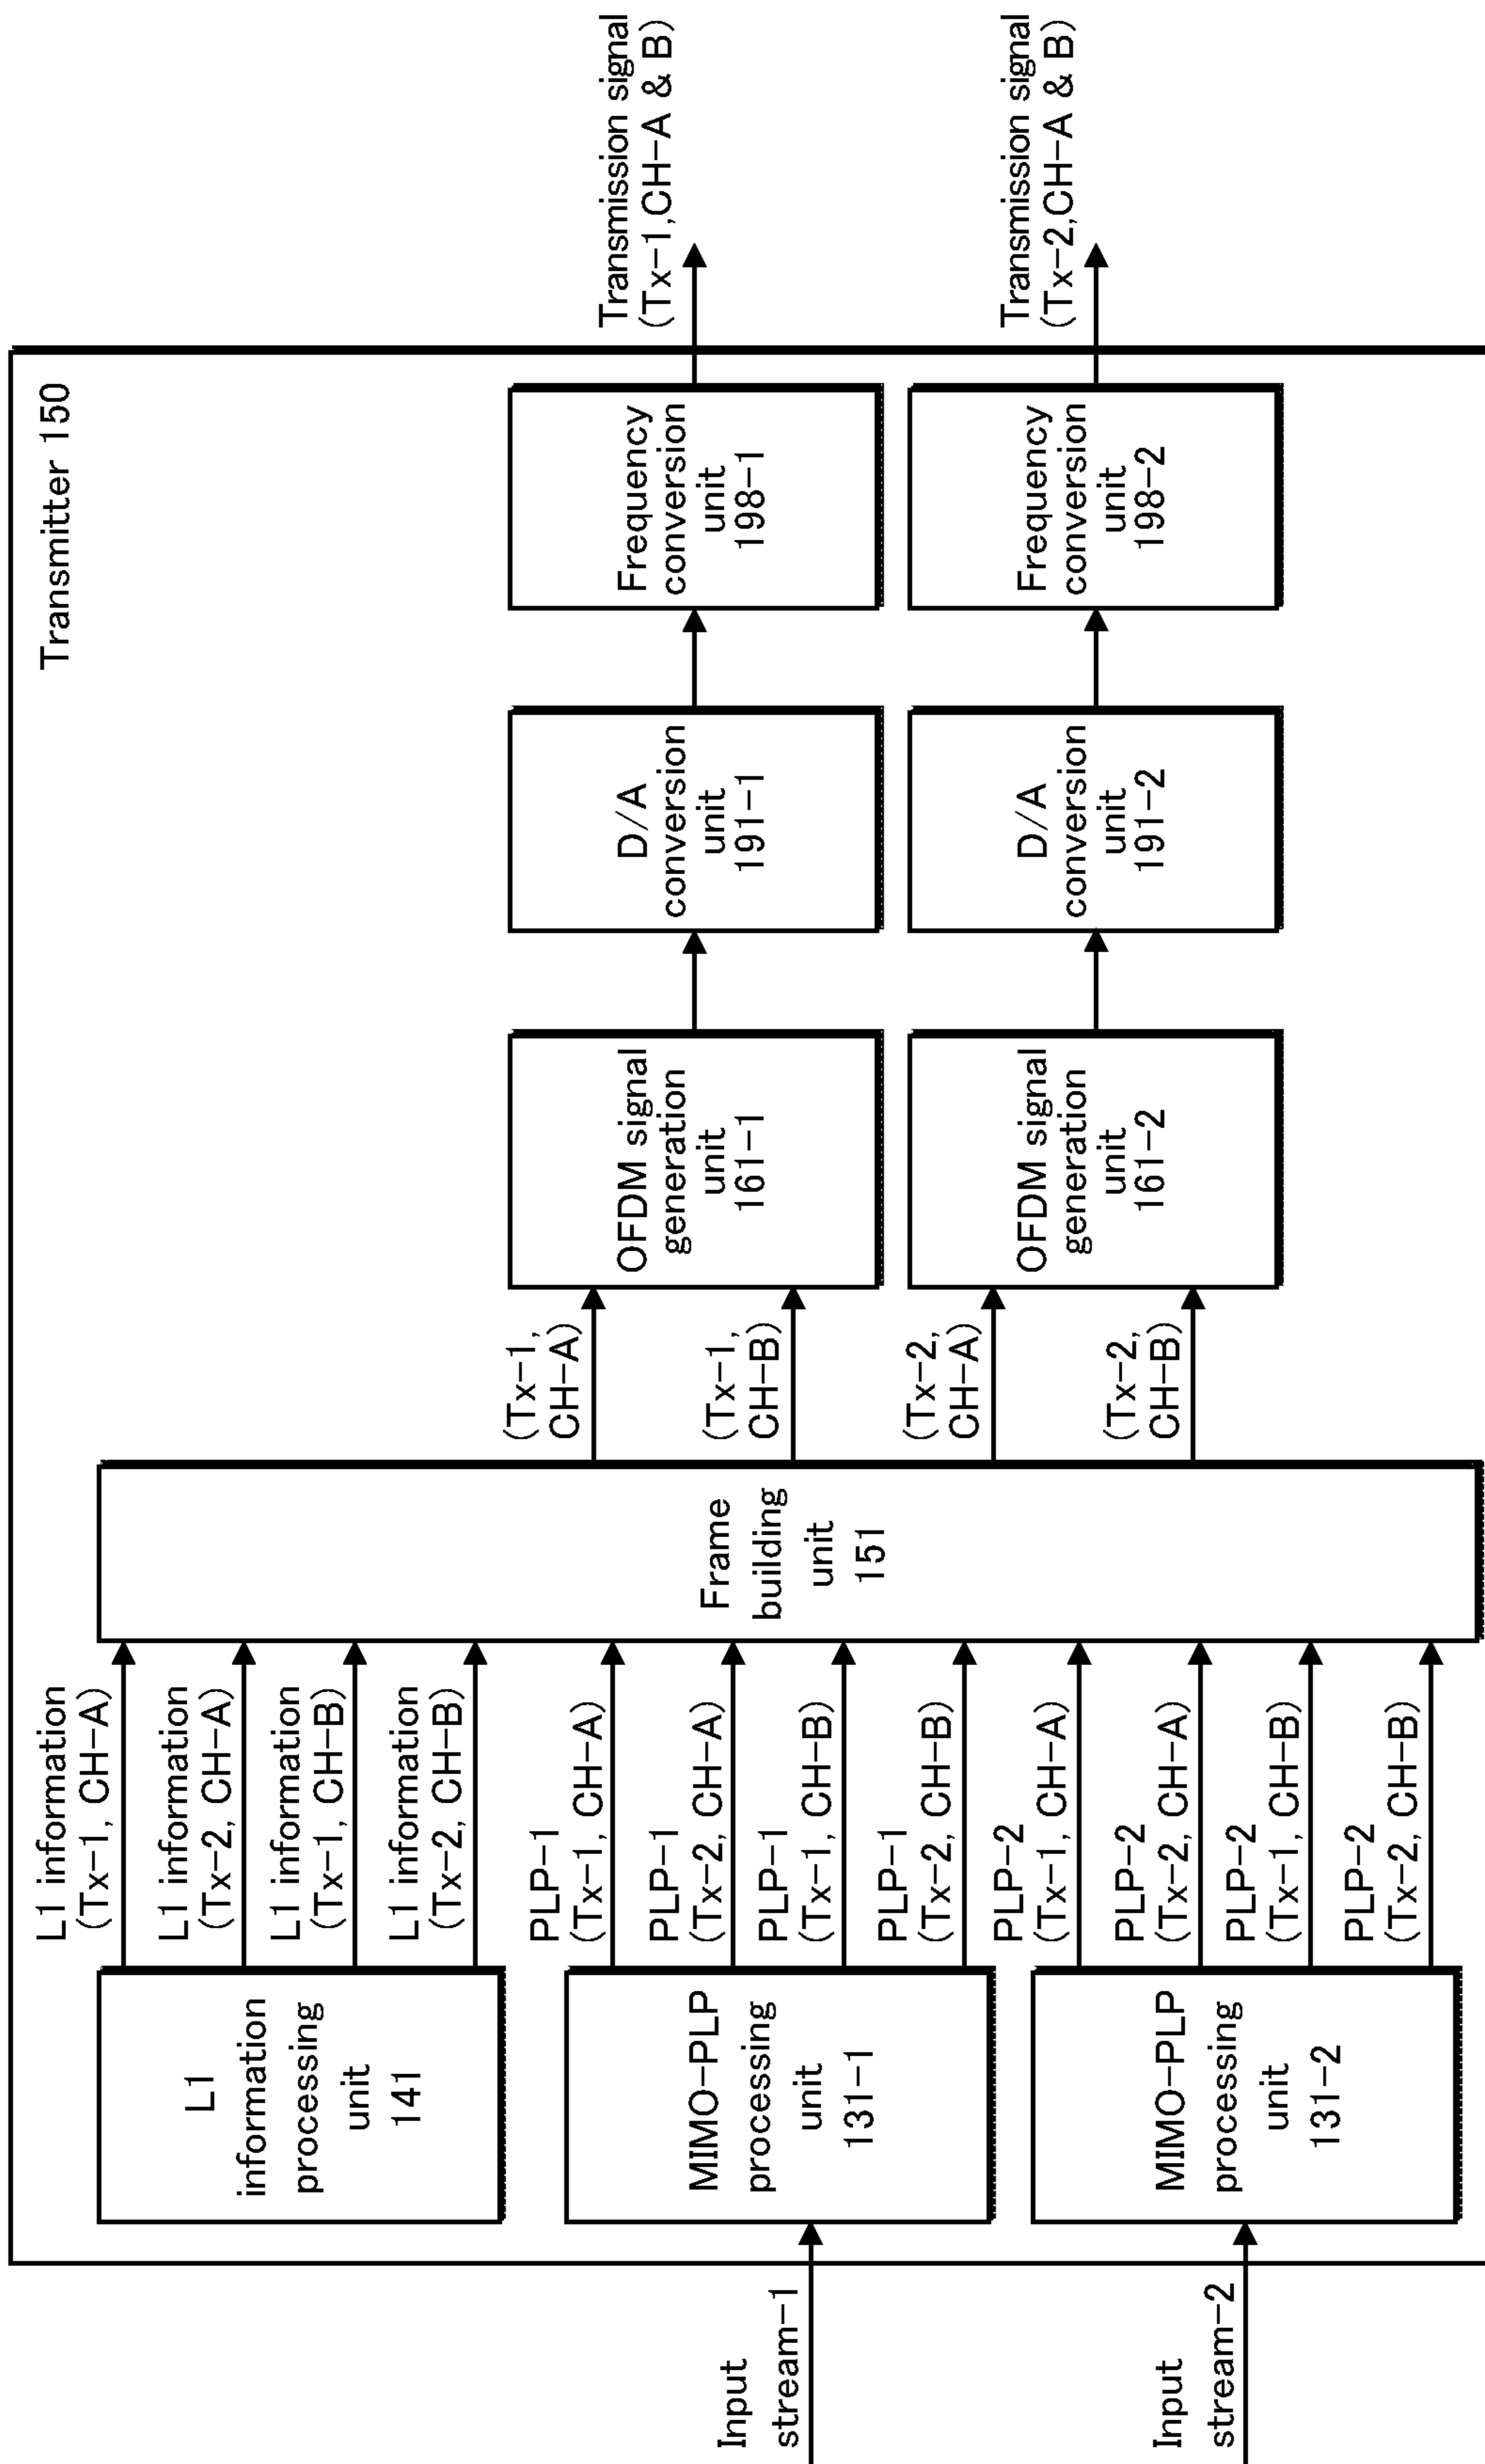 Transmitter 150
Input
stream-1
Input
stream-2
L1
information
processing
unit
141
MIMO-PLP
processing
unit
131-1
MIMO-PLP
processing
unit
131-2
L1 information
(Tx-1, CH-A)
L1 information
(Tx-2, CH-A)
L1 information
(Tx-1, CH-B)
L1 information
(Tx-2, CH-B)
PLP-1
(Tx-1, CH-A)
PLP-1
(Tx-2, CH-A)
PLP-1
(Tx-1, CH-B)
PLP-1
(Tx-2, CH-B)
PLP-2
(Tx-1, CH-A)
PLP-2
(Tx-2, CH-A)
PLP-2
(Tx-1, CH-B)
PLP-2
(Tx-2, CH-B)
Frame
building
unit
151
(Tx-1,
CH-A)
(Tx-1,
CH-B)
(Tx-2,
CH-A)
(Tx-2,
CH-B)
OFDM signal
generation
unit
161-1
OFDM signal
generation
unit
161-2
D/A
conversion
unit
191-1
D/A
conversion
unit
191-2
Frequency
conversion
unit
198-1
Frequency
conversion
unit
198-2
Transmission signal
(Tx-1,CH-A & B)
Transmission signal
(Tx-2,CH-A & B)